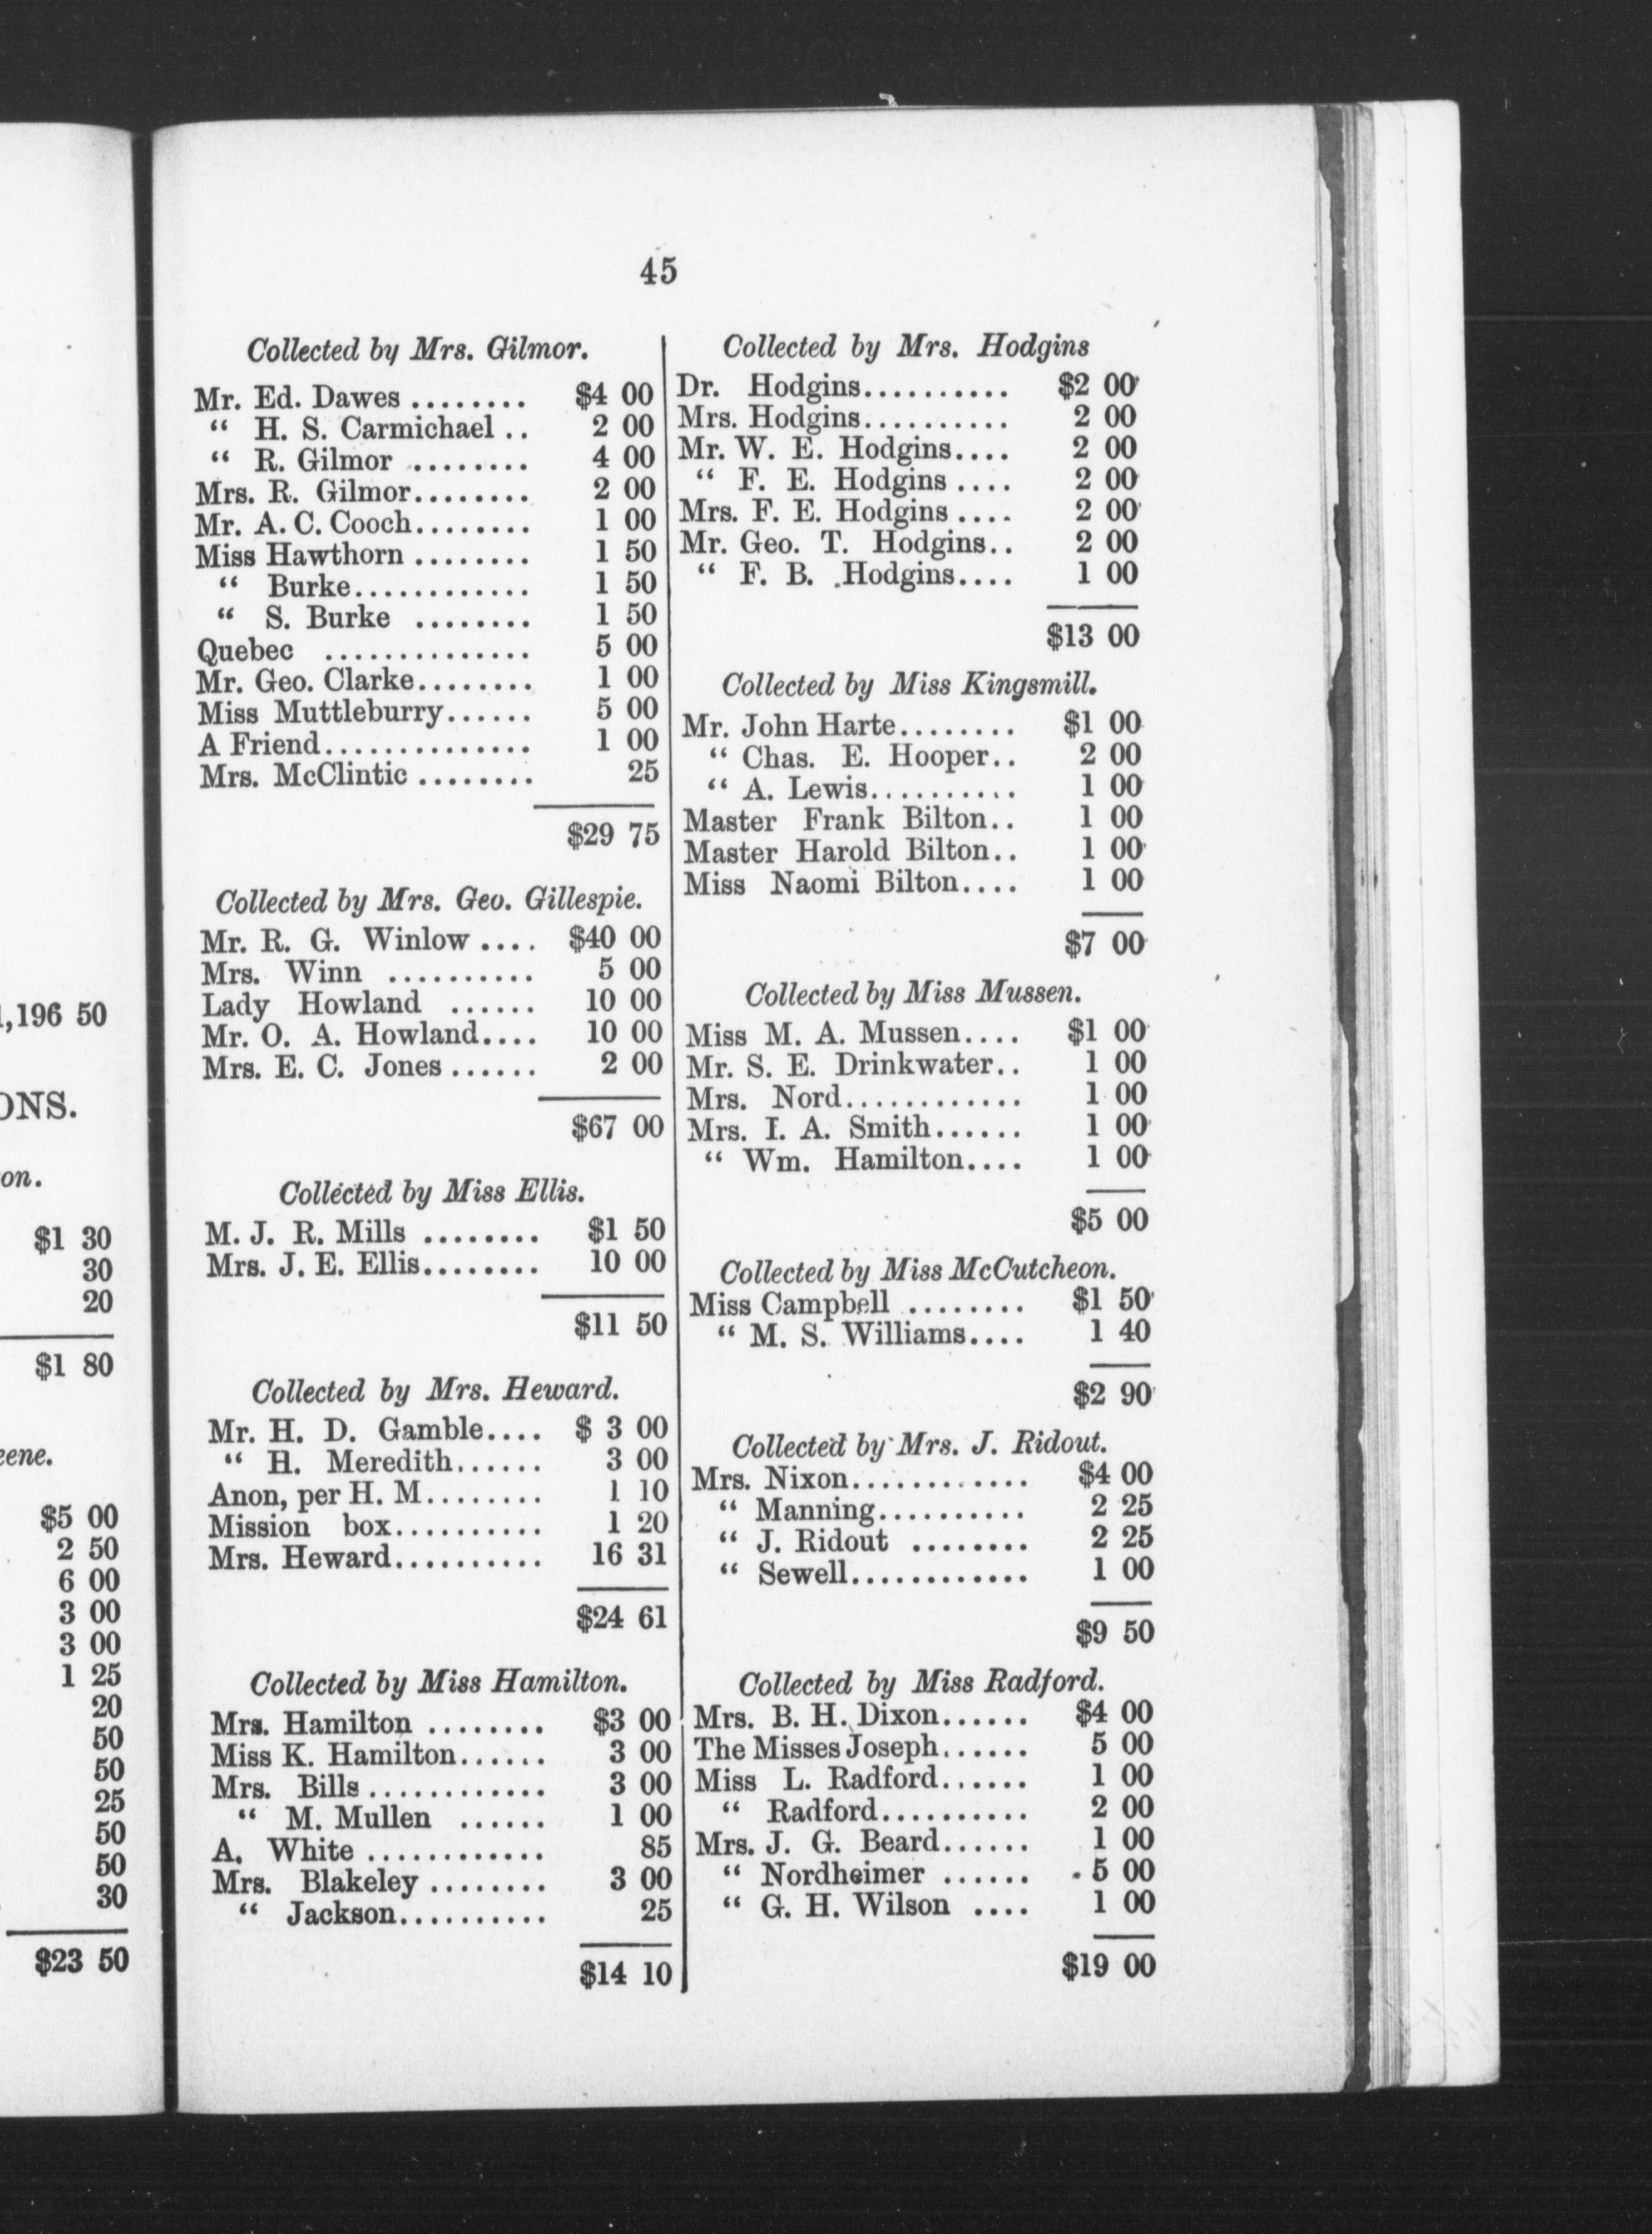 ,196 50
ONS.
on.
$1 30
30
20
$1 80
eene.
$5 00
2 50
6 00
3 00
3 00
1 25
20
50
50
25
50
50
30
$23 50
45
Collected by Mrs. Gilmor.
Mr. Ed. Dawes ........ $4 00
“ H. S. Carmichael .. 2 00
“ R. Gilmor ........ 4 00
Mrs. R. Gilmor........ 2 00
Mr. A. C. Cooch........ 1 00
Miss Hawthorn ........ 1 50
“ Burke............ 1 50
“ S. Burke ........ 1 50
Quebec .............. 5 00
Mr. Geo. Clarke........ 1 00
Miss Muttleburry...... 5 00
A Friend.............. 1 00
Mrs. McClintic ........ 25
$29 75
Collected by Mrs. Geo. Gillespie.
Mr. R. G. Winlow .... $40 00
Mrs. Winn .......... 5 00
Lady Howland ...... 10 00
Mr. O. A. Howland.... 10 00
Mrs. E. C. Jones ...... 2 00
$67 00
Collected by Miss Ellis.
M. J. R. Mills ........ $1 50
Mrs. J. E. Ellis........ 10 00
$11 50
Collected by Mrs. Heward.
Mr. H. D. Gamble.... $ 3 00
“ H. Meredith...... 3 00
Anon, per H. M........ 1 10
Mission box.......... 1 20
Mrs. Heward.......... 16 31
$24 61
Collected by Miss Hamilton.
Mrs. Hamilton ........ $3 00
Miss K. Hamilton...... 3 00
Mrs. Bills ............ 3 00
“ M. Mullen ...... 1 00
A. White ............ 85
Mrs. Blakeley ........ 3 00
“ Jackson.......... 25
$14 10
Collected by Mrs. Hodgins
Dr. Hodgins.......... $2 00
Mrs. Hodgins.......... 2 00
Mr. W. E. Hodgins.... 2 00
“ F. E. Hodgins .... 2 00
Mrs. F. E. Hodgins .... 2 00
Mr. Geo. T. Hodgins.. 2 00
“ F. B. Hodgins.... 1 00
$13 00
Collected by Miss Kingsmill.
Mr. John Harte........ $1 00
“ Chas. E. Hooper.. 2 00
“ A. Lewis.......... 1 00
Master Frank Bilton.. 1 00
Master Harold Bilton.. 1 00
Miss Naomi Bilton.... 1 00
$7 00
Collected by Miss Mussen.
Miss M. A. Mussen.... $1 00
Mr. S. E. Drinkwater.. 1 00
Mrs. Nord............ 1 00
Mrs. I. A. Smith...... 1 00
“ Wm. Hamilton.... 1 00
$5 00
Collected by Miss McCutcheon.
Miss Campbell ........ $1 50
“ M. S. Williams.... 1 40
$2 90
Collected by Mrs. J. Ridout.
Mrs. Nixon............ $4 00
“ Manning.......... 2 25
“ J. Ridout ........ 2 25
“ Sewell............ 1 00
$9 50
Collected by Miss Radford.
Mrs. B. H. Dixon...... $4 00
The Misses Joseph...... 5 00
Miss L. Radford...... 1 00
“ Radford.......... 2 00
Mrs. J. G. Beard...... 1 00
“ Nordheimer ...... 5 00
“ G. H. Wilson .... 1 00
$19 00